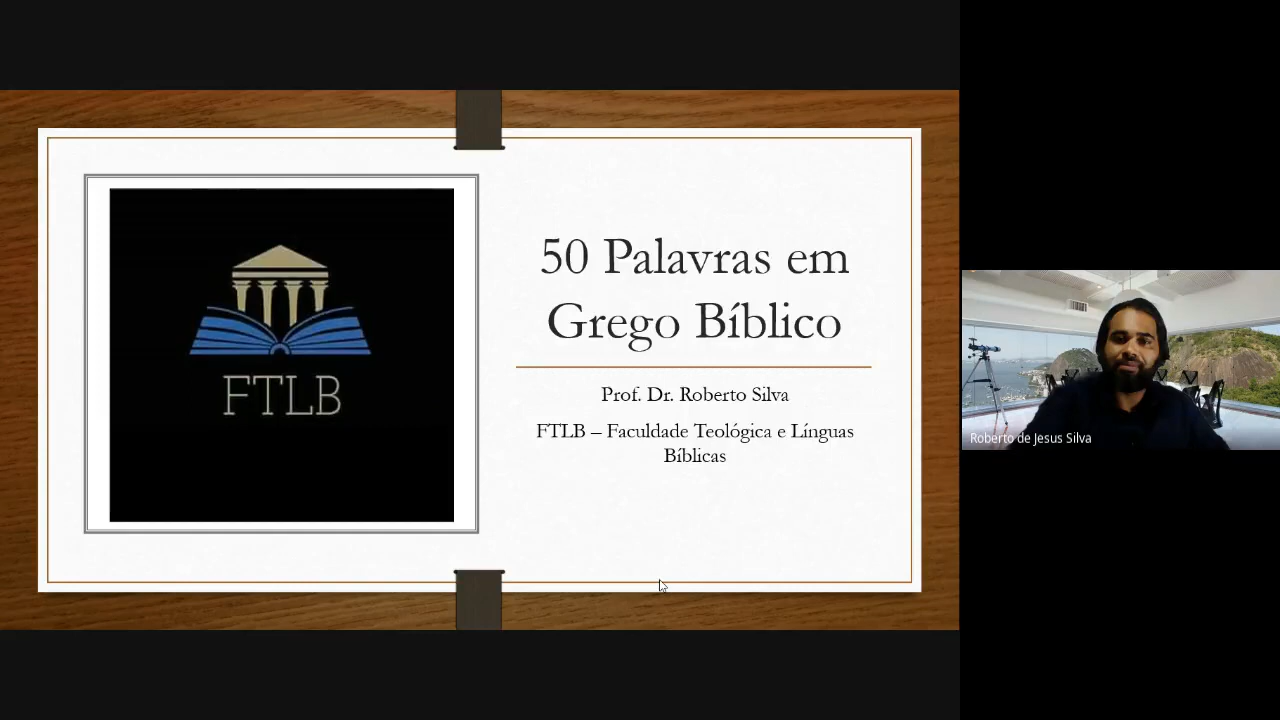 FTLB
50 Palavras em
Grego Bíblico
Prof. Dr. Roberto Silva
FTLB – Faculdade Teológica e Línguas
Bíblicas
Roberto de Jesus Silva